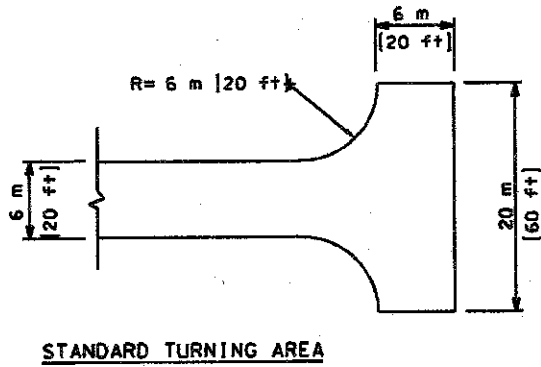 6 m
[20 ft]
R= 6 m [20 ft]
6 m
[20 ft]
20 m
[60 ft]
STANDARD TURNING AREA